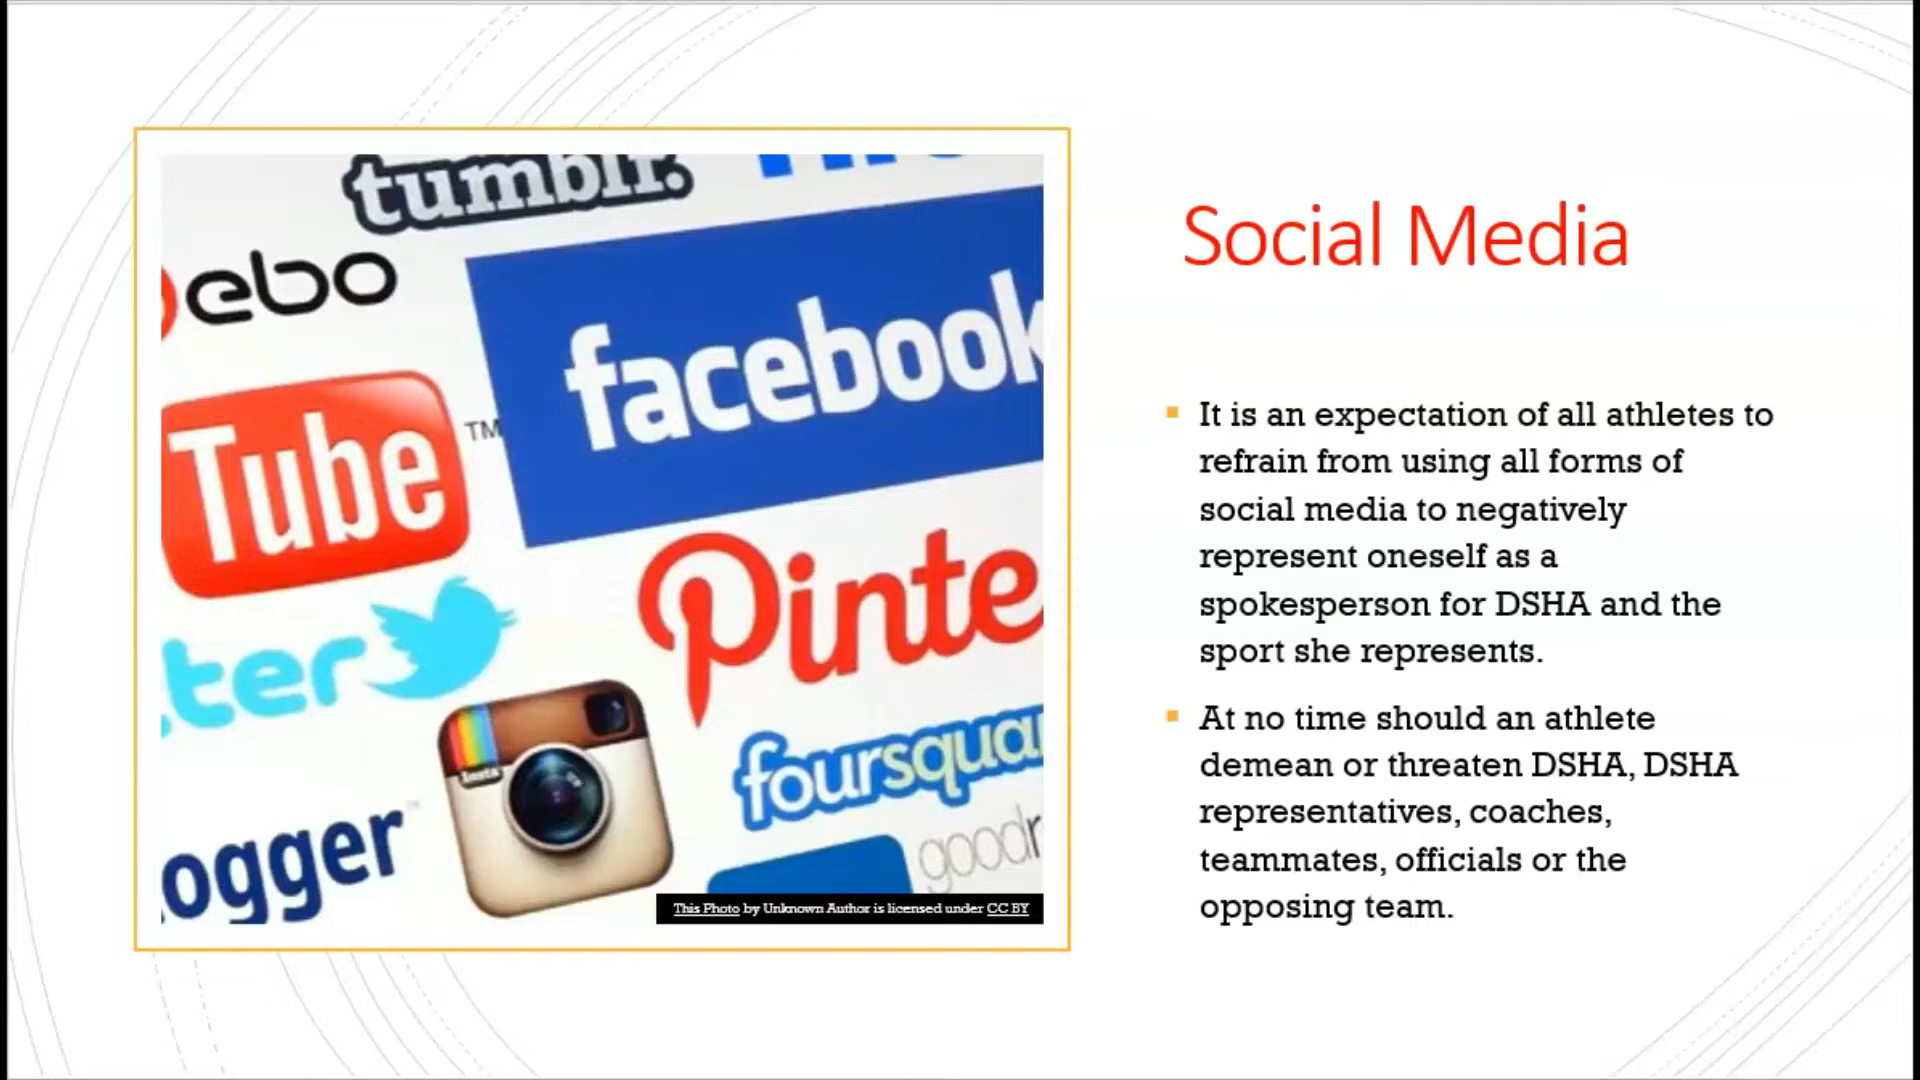 tumblr.
ebo
facebook
Tube
TM
Pinte
ter
Insta
foursqua
ogger
goodr
This Photo by Unknown Author is licensed under CC BY
Social Media
It is an expectation of all athletes to
refrain from using all forms of
social media to negatively
represent oneself as a
spokesperson for DSHA and the
sport she represents.
At no time should an athlete
demean or threaten DSHA, DSHA
representatives, coaches,
teammates, officials or the
opposing team.